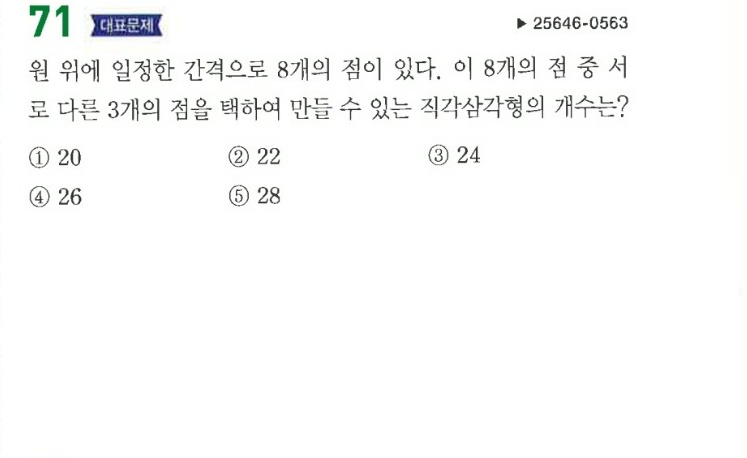 71 대표문제 ▶ 25646-0563
원 위에 일정한 간격으로 8개의 점이 있다. 이 8개의 점 중 서
로 다른 3개의 점을 택하여 만들 수 있는 직각삼각형의 개수는?
① 20 ② 22 ③ 24
④ 26 ⑤ 28